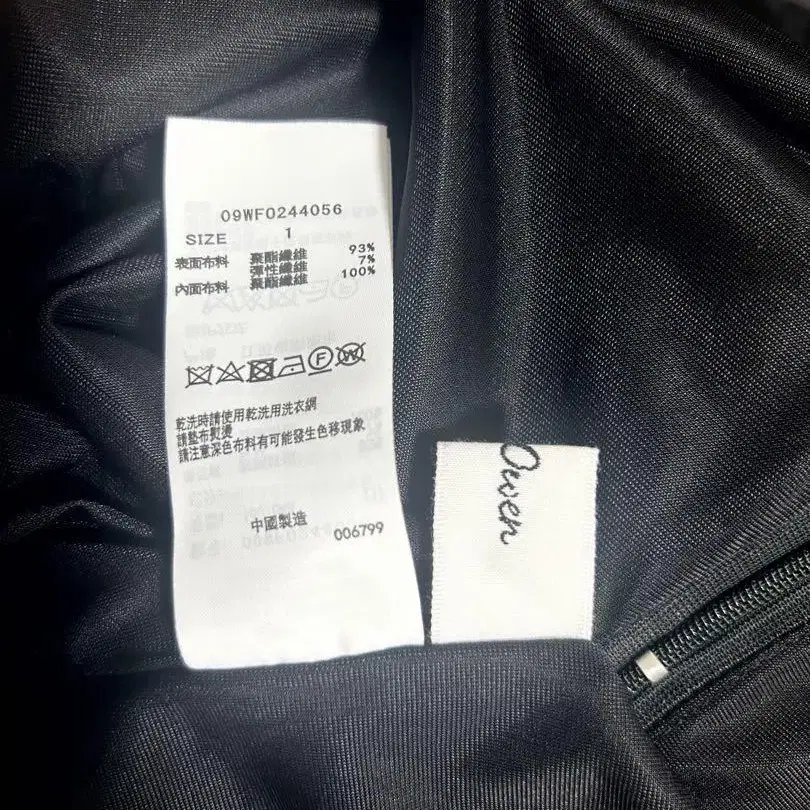 09WF0244056
SIZE 1
表面布料 聚酯纖維 93%
彈性纖維 7%
內面布料 聚酯纖維 100%
乾洗時請使用乾洗用洗衣網
請墊布熨燙
請注意深色布料有可能發生色移現象
中國製造
006799
Owen